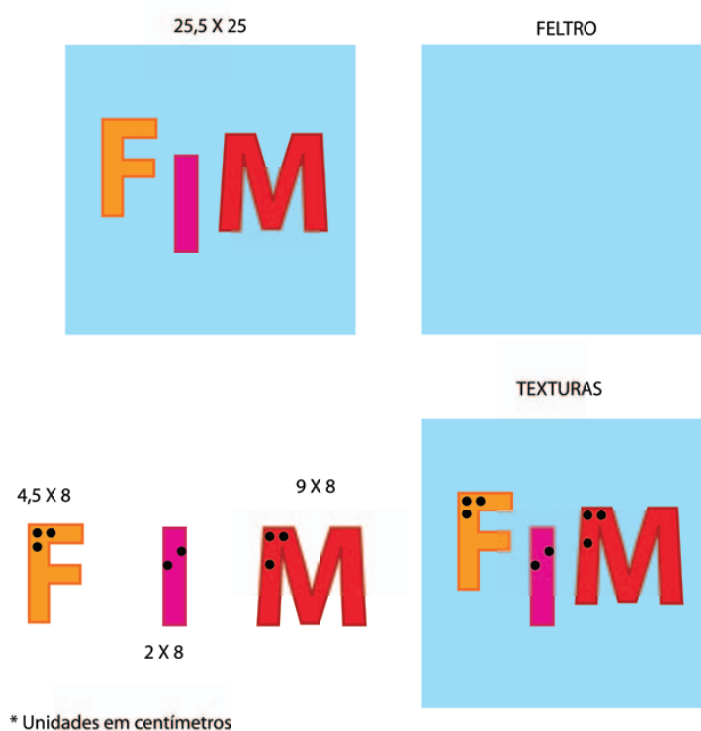 25,5 X 25
FELTRO
FIM
TEXTURAS
4,5 X 8
9 X 8
FIM
FIM
2 X 8
* Unidades em centímetros